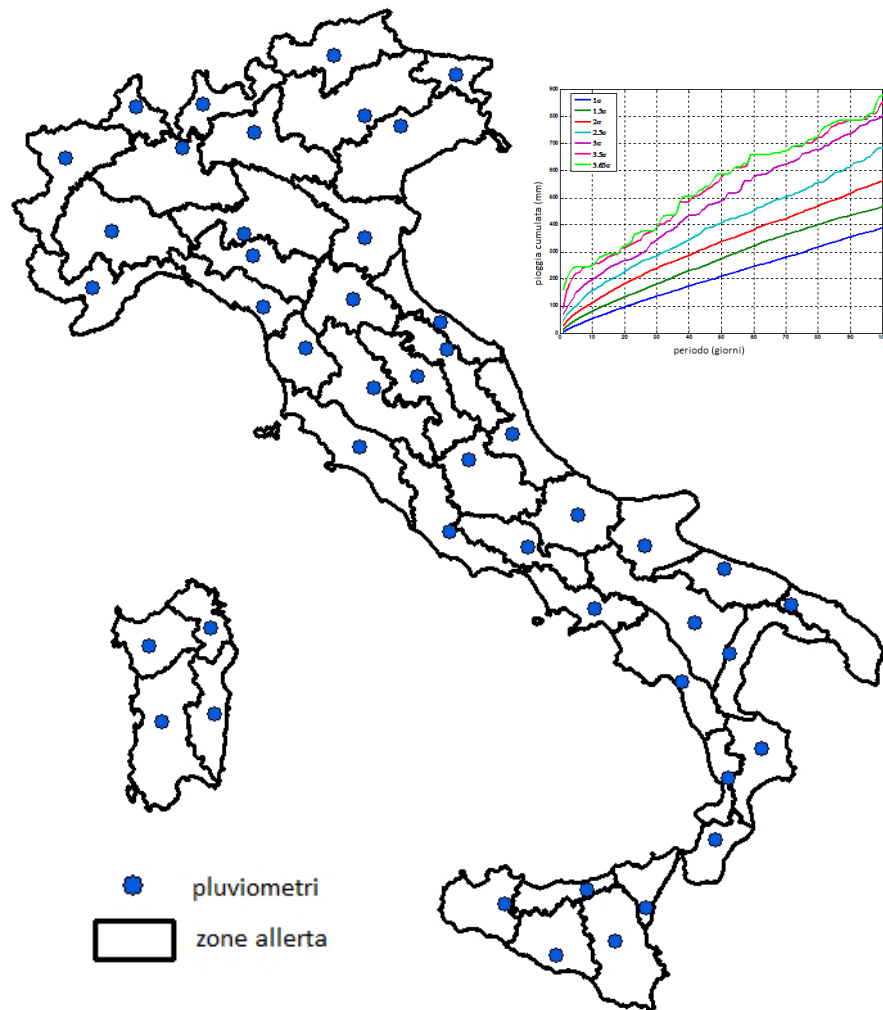 900
800
700
600
500
400
300
200
100
0
pioggia cumulata (mm)
1σ
1.5σ
2σ
2.5σ
3σ
3.5σ
3.65σ
0 10 20 30 40 50 60 70 80 90 100
periodo (giorni)
pluviometri
zone allerta